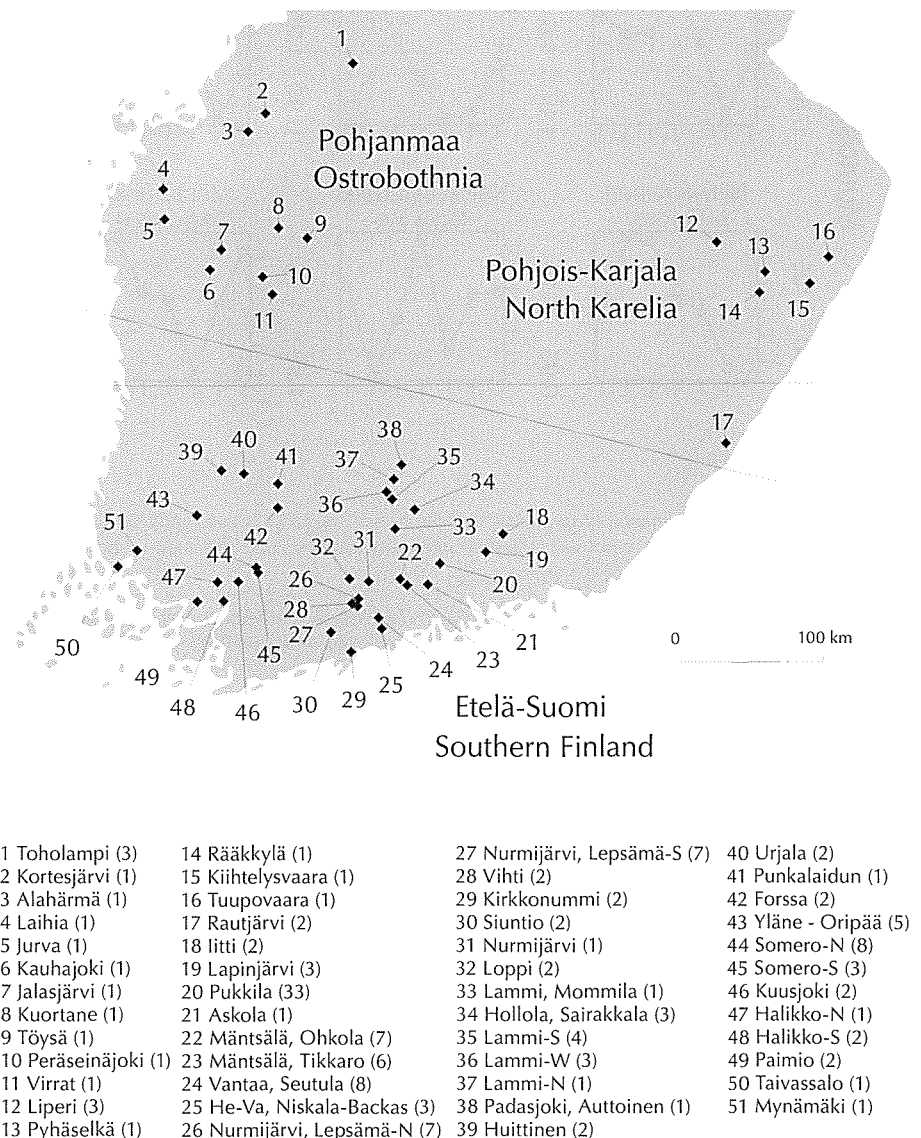 1
2
3
Pohjanmaa
Ostrobothnia
4
5
7
8
9
6
10
11
12
13
16
Pohjois-Karjala
North Karelia
14
15
17
38
39
40
41
37
35
36
34
43
18
51
42
33
44
32
31
22
19
47
26
20
28
27
21
50
45
23
49
24
48
46
30
29
25
0
100 km
Etelä-Suomi
Southern Finland
1 Toholampi (3)
2 Kortesjärvi (1)
3 Alahärmä (1)
4 Laihia (1)
5 Jurva (1)
6 Kauhajoki (1)
7 Jalasjärvi (1)
8 Kuortane (1)
9 Töysä (1)
10 Peräseinäjoki (1)
11 Virrat (1)
12 Liperi (3)
13 Pyhäselkä (1)
14 Rääkkylä (1)
15 Kiihtelysvaara (1)
16 Tuupovaara (1)
17 Rautjärvi (2)
18 Iitti (2)
19 Lapinjärvi (3)
20 Pukkila (33)
21 Askola (1)
22 Mäntsälä, Ohkola (7)
23 Mäntsälä, Tikkaro (6)
24 Vantaa, Seutula (8)
25 He-Va, Niskala-Backas (3)
26 Nurmijärvi, Lepsämä-N (7)
27 Nurmijärvi, Lepsämä-S (7)
28 Vihti (2)
29 Kirkkonummi (2)
30 Siuntio (2)
31 Nurmijärvi (1)
32 Loppi (2)
33 Lammi, Mommila (1)
34 Hollola, Sairakkala (3)
35 Lammi-S (4)
36 Lammi-W (3)
37 Lammi-N (1)
38 Padasjoki, Auttoinen (1)
39 Huittinen (2)
40 Urjala (2)
41 Punkalaidun (1)
42 Forssa (2)
43 Yläne - Oripää (5)
44 Somero-N (8)
45 Somero-S (3)
46 Kuusjoki (2)
47 Halikko-N (1)
48 Halikko-S (2)
49 Paimio (2)
50 Taivassalo (1)
51 Mynämäki (1)